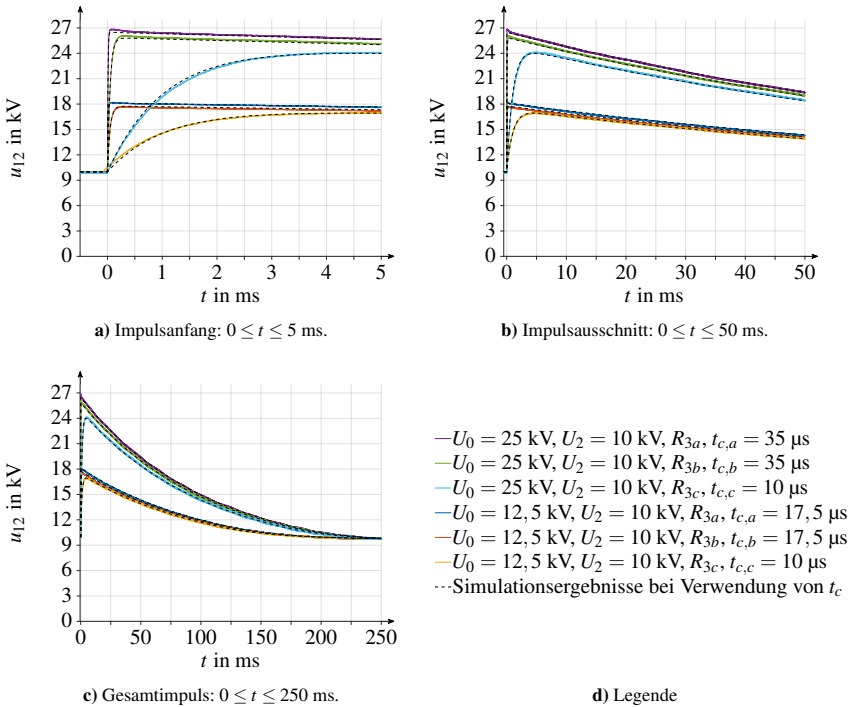 27
24
21
18
15
12
9
6
3
0
u12 in kV
0 1 2 3 4 5
t in ms
a) Impulsanfang: 0 ≤ t ≤ 5 ms.
27
24
21
18
15
12
9
6
3
0
u12 in kV
0 10 20 30 40 50
t in ms
b) Impulsausschnitt: 0 ≤ t ≤ 50 ms.
27
24
21
18
15
12
9
6
3
0
u12 in kV
0 50 100 150 200 250
t in ms
c) Gesamtimpuls: 0 ≤ t ≤ 250 ms.
U0 = 25 kV, U2 = 10 kV, R3a, tc,a = 35 µs
U0 = 25 kV, U2 = 10 kV, R3b, tc,b = 35 µs
U0 = 25 kV, U2 = 10 kV, R3c, tc,c = 10 µs
U0 = 12,5 kV, U2 = 10 kV, R3a, tc,a = 17,5 µs
U0 = 12,5 kV, U2 = 10 kV, R3b, tc,b = 17,5 µs
U0 = 12,5 kV, U2 = 10 kV, R3c, tc,c = 10 µs
Simulationsergebnisse bei Verwendung von tc
d) Legende